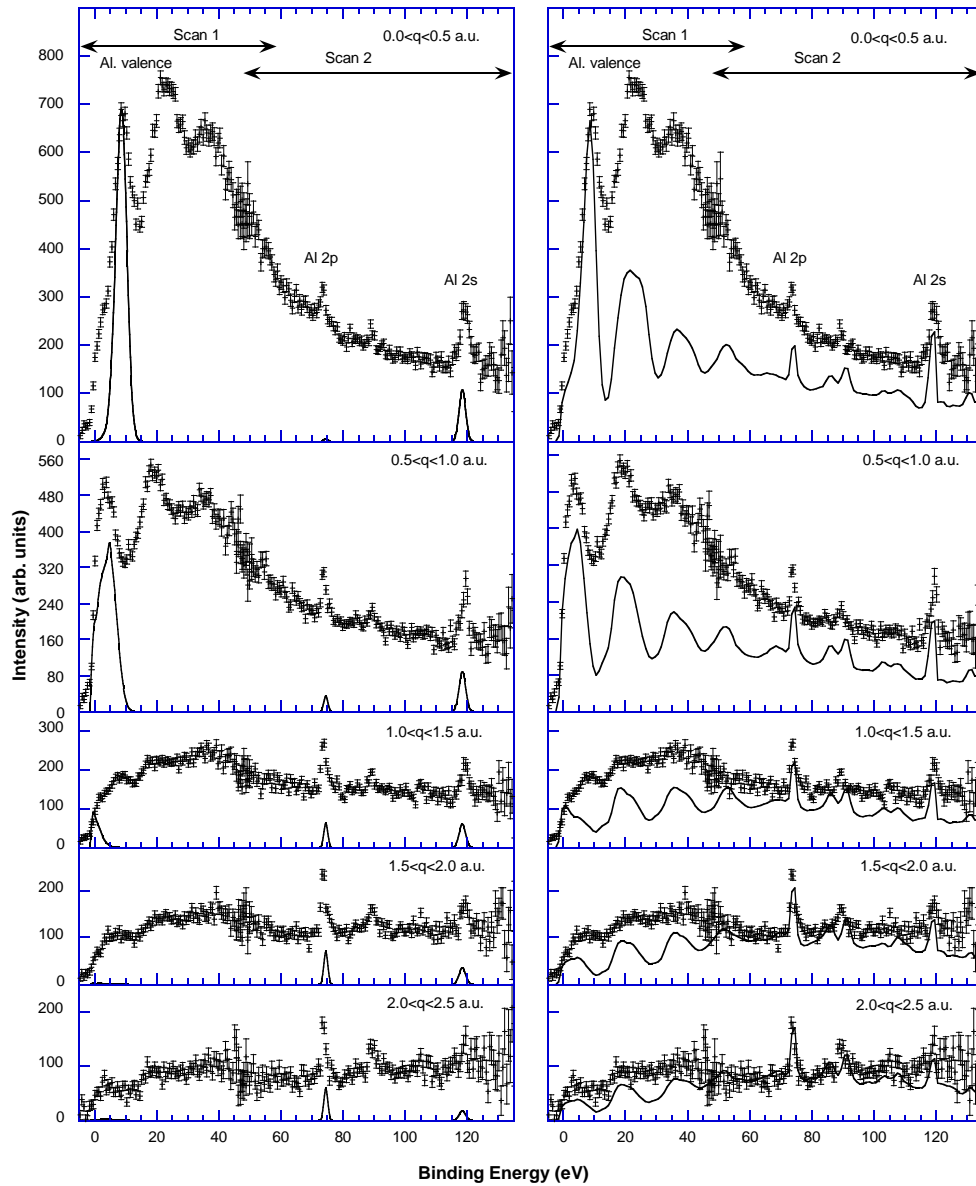 Scan 1
0.0<q<0.5 a.u.
Al. valence
Scan 2
Al 2p
Al 2s
800
700
600
500
400
300
200
100
0
Scan 1
0.0<q<0.5 a.u.
Al. valence
Scan 2
Al 2p
Al 2s
0.5<q<1.0 a.u.
560
480
400
320
240
160
80
0
0.5<q<1.0 a.u.
Intensity (arb. units)
1.0<q<1.5 a.u.
300
200
100
0
1.0<q<1.5 a.u.
1.5<q<2.0 a.u.
200
100
0
1.5<q<2.0 a.u.
2.0<q<2.5 a.u.
200
100
0
2.0<q<2.5 a.u.
0 20 40 60 80 100 120
0 20 40 60 80 100 120
Binding Energy (eV)